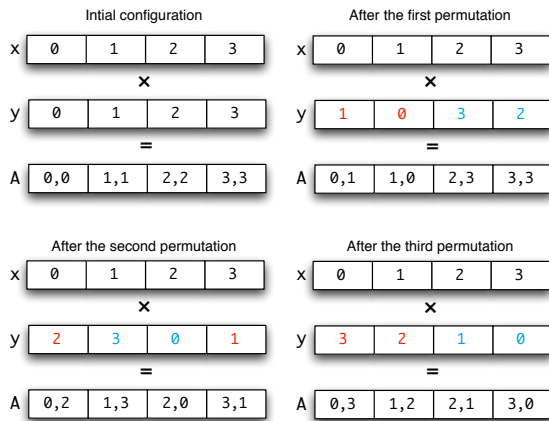 Intial configuration
x 0 1 2 3
×
y 0 1 2 3
=
A 0,0 1,1 2,2 3,3
After the first permutation
x 0 1 2 3
×
y 1 0 3 2
=
A 0,1 1,0 2,3 3,3
After the second permutation
x 0 1 2 3
×
y 2 3 0 1
=
A 0,2 1,3 2,0 3,1
After the third permutation
x 0 1 2 3
×
y 3 2 1 0
=
A 0,3 1,2 2,1 3,0